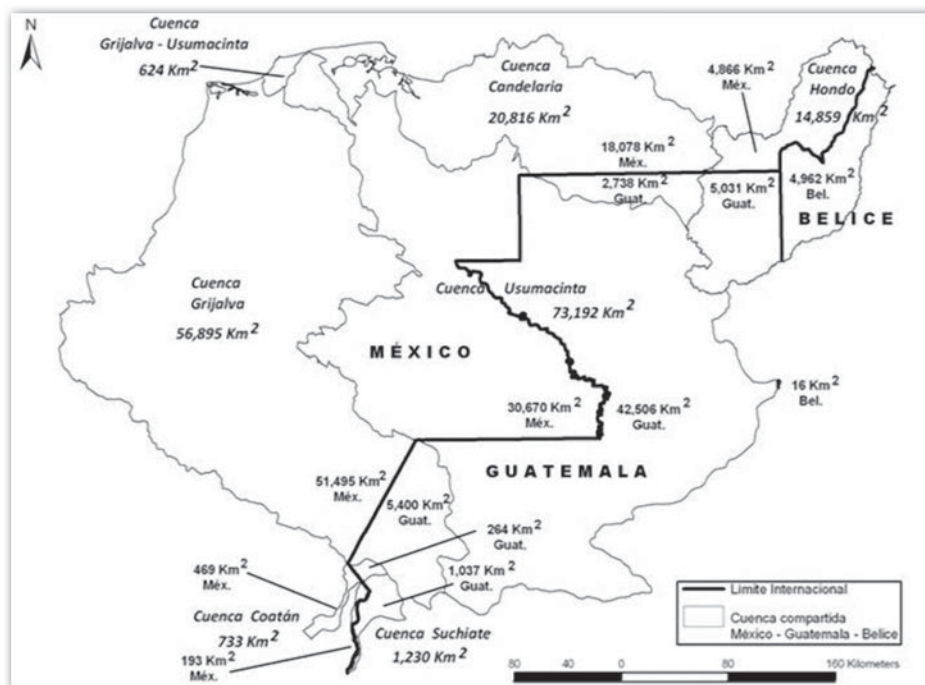 N
Cuenca
Grijalva - Usumacinta
624 Km²
Cuenca
Candelaria
20,816 Km²
4,866 Km²
Méx.
Cuenca
Hondo
14,859 Km²
18,078 Km²
Méx.
2,738 Km²
Guat.
5,031 Km²
Guat.
4,962 Km²
Bel.
BELICE
Cuenca
Grijalva
56,895 Km²
Cuenca Usumacinta
73,192 Km²
MÉXICO
16 Km²
Bel.
30,670 Km²
Méx.
42,506 Km²
Guat.
GUATEMALA
51,495 Km²
Méx.
5,400 Km²
Guat.
264 Km²
Guat.
469 Km²
Méx.
1,037 Km²
Guat.
Cuenca Coatán
733 Km²
Cuenca Suchiate
1,230 Km²
193 Km²
Méx.
Límite Internacional
Cuenca compartida
México - Guatemala - Belice
80 40 0 80 160 Kilometers